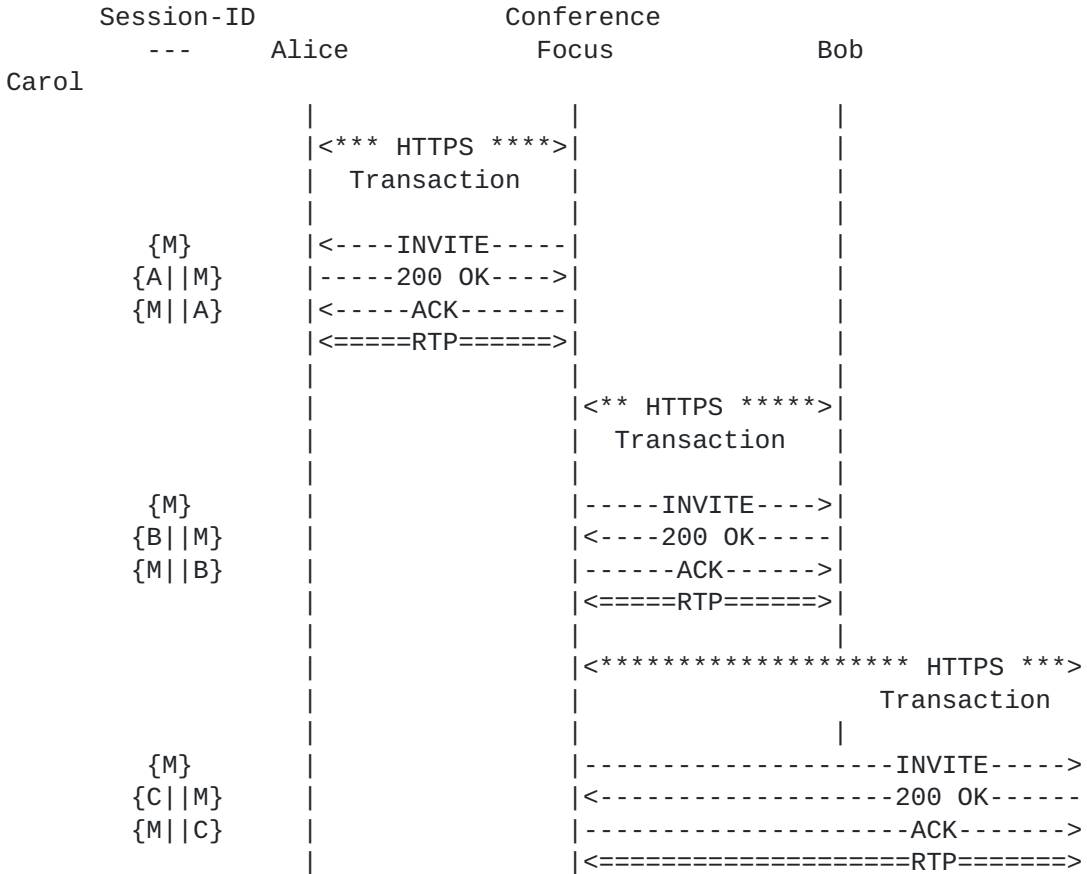 Session-ID                Conference
         ---     Alice            Focus             Bob
Carol
                   |                |                |
                   |<*** HTTPS ****>|                |
                   |  Transaction   |                |
                   |                |                |
         {M}       |<----INVITE-----|                |
        {A||M}     |-----200 OK---->|                |
        {M||A}     |<-----ACK-------|                |
                   |<=====RTP======>|                |
                   |                |                |
                   |                |<** HTTPS *****>|
                   |                |  Transaction   |
                   |                |                |
         {M}       |                |-----INVITE---->|
        {B||M}     |                |<----200 OK-----|
        {M||B}     |                |------ACK------>|
                   |                |<=====RTP======>|
                   |                |                |
                   |                |<******************** HTTPS ***>
                   |                |                   Transaction
                   |                |                |
         {M}       |                |--------------------INVITE----->
        {C||M}     |                |<-------------------200 OK------
        {M||C}     |                |---------------------ACK------->
                   |                |<====================RTP=======>